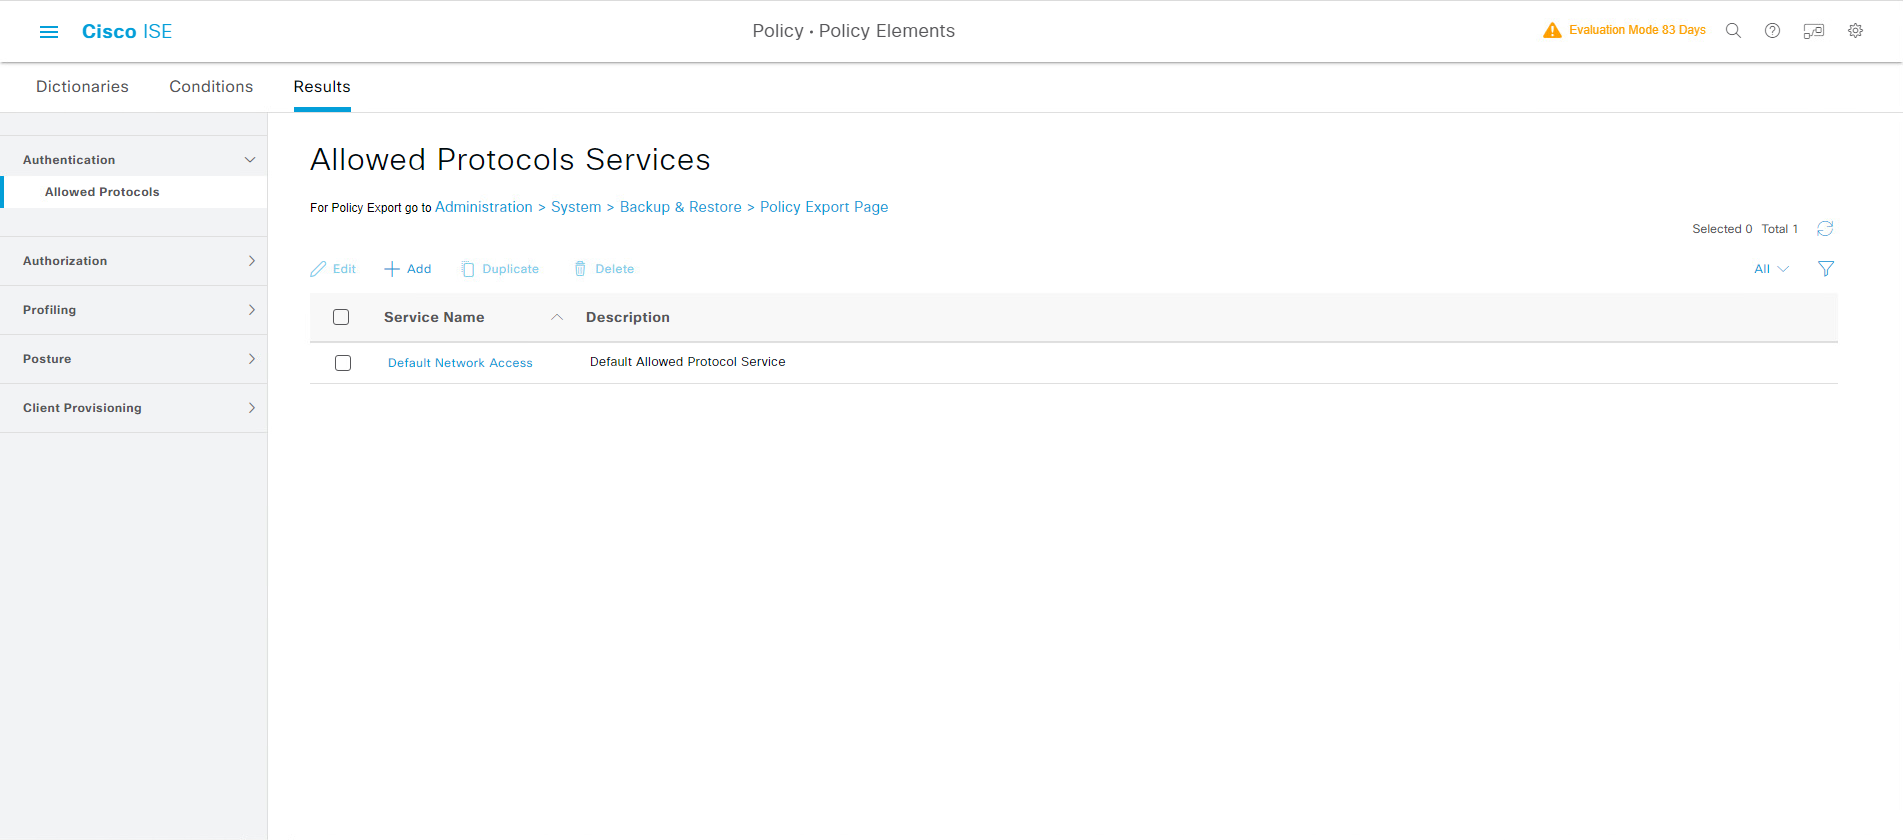 Cisco ISE
Policy · Policy Elements
Evaluation Mode 83 Days
Dictionaries Conditions Results
Authentication
Allowed Protocols
Authorization
Profiling
Posture
Client Provisioning
Allowed Protocols Services
For Policy Export go to Administration > System > Backup & Restore > Policy Export Page
Selected 0 Total 1
Edit Add Duplicate Delete
All
Service Name Description
Default Network Access Default Allowed Protocol Service